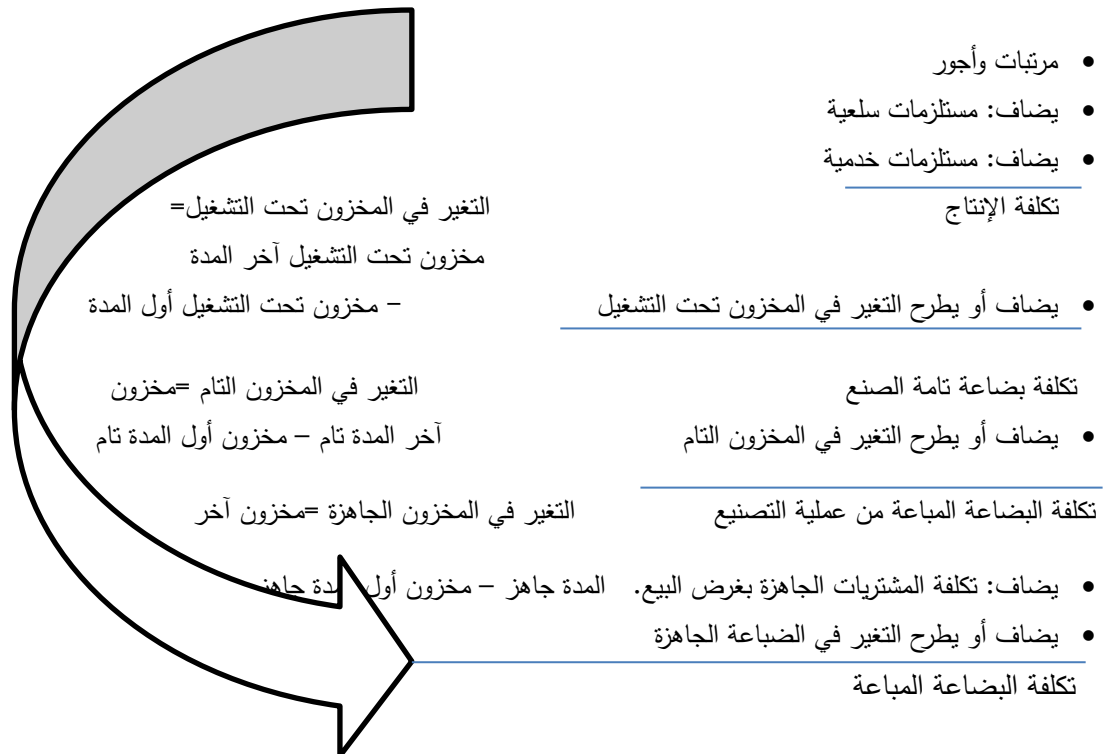 • مرتبات وأجور
• يضاف: مستلزمات سلعية
• يضاف: مستلزمات خدمية
تكلفة الإنتاج التغير في المخزون تحت التشغيل=
مخزون تحت التشغيل آخر المدة
• يضاف أو يطرح التغير في المخزون تحت التشغيل – مخزون تحت التشغيل أول المدة
تكلفة بضاعة تامة الصنع التغير في المخزون التام =مخزون
• يضاف أو يطرح التغير في المخزون التام آخر المدة تام – مخزون أول المدة تام
تكلفة البضاعة المباعة من عملية التصنيع التغير في المخزون الجاهزة =مخزون آخر
• يضاف: تكلفة المشتريات الجاهزة بغرض البيع. المدة جاهز – مخزون أول المدة جاهز
• يضاف أو يطرح التغير في الضباعة الجاهزة
تكلفة البضاعة المباعة